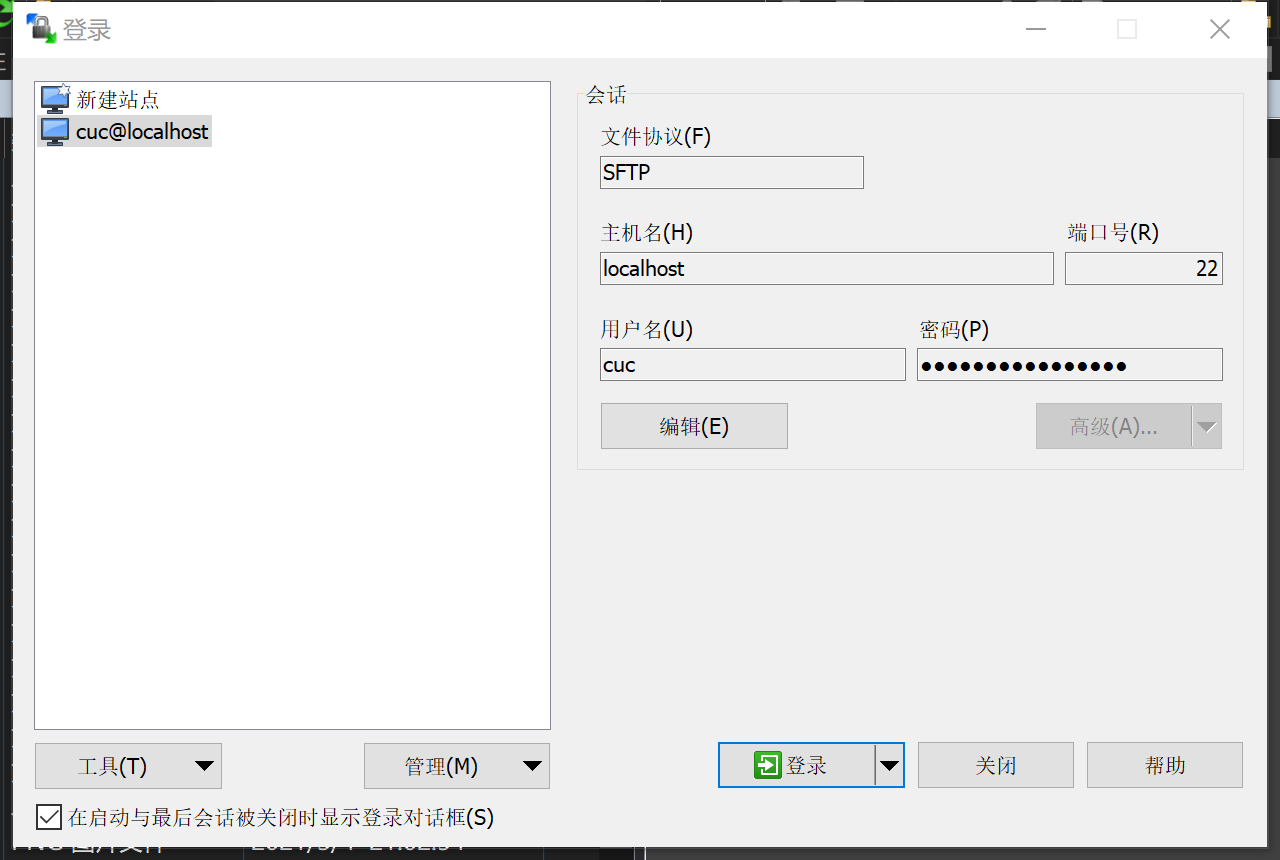 登录
新建站点
cuc@localhost
会话
文件协议(F)
SFTP
主机名(H)
端口号(R)
localhost
22
用户名(U)
密码(P)
cuc
●●●●●●●●●●●●●●●●
编辑(E)
高级(A)...
工具(T)
管理(M)
登录
关闭
帮助
在启动与最后会话被关闭时显示登录对话框(S)